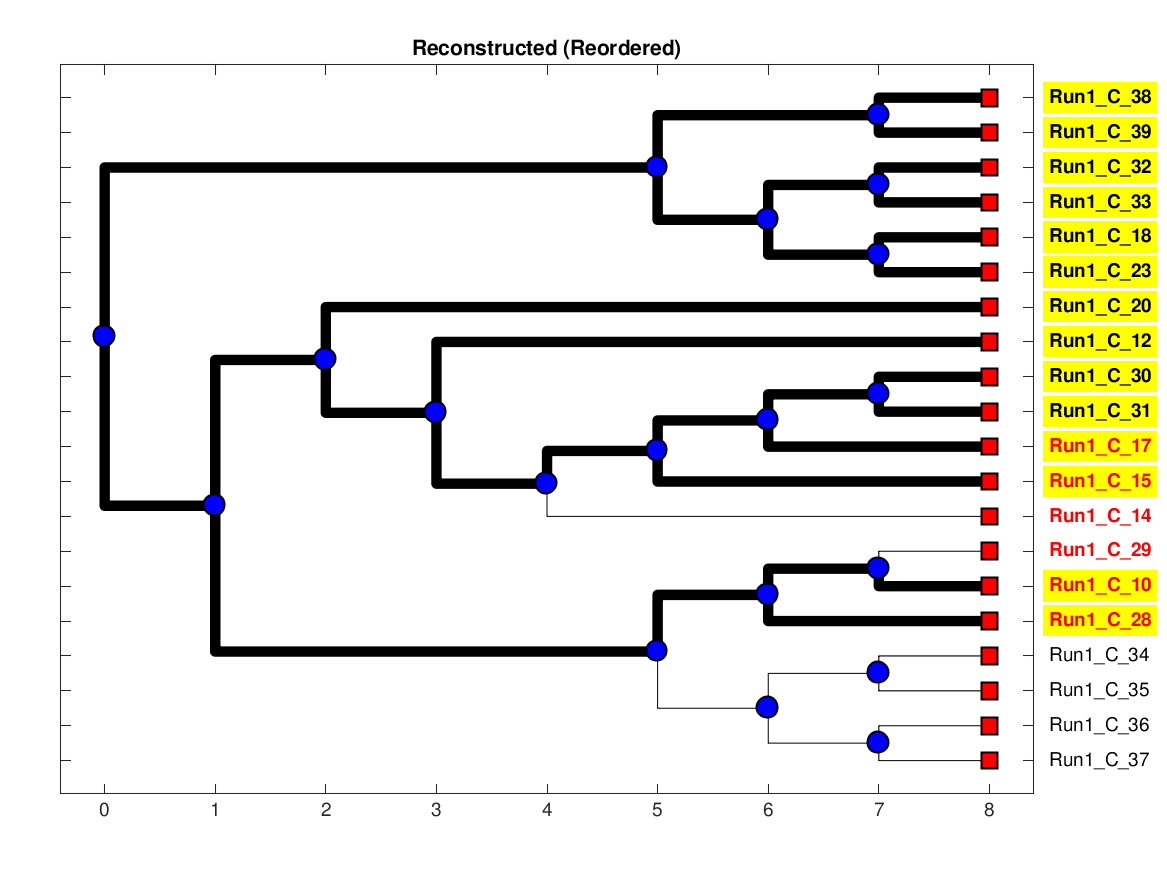 Reconstructed (Reordered)
Run1_C_38
Run1_C_39
Run1_C_32
Run1_C_33
Run1_C_18
Run1_C_23
Run1_C_20
Run1_C_12
Run1_C_30
Run1_C_31
Run1_C_17
Run1_C_15
Run1_C_14
Run1_C_29
Run1_C_10
Run1_C_28
Run1_C_34
Run1_C_35
Run1_C_36
Run1_C_37
0 1 2 3 4 5 6 7 8